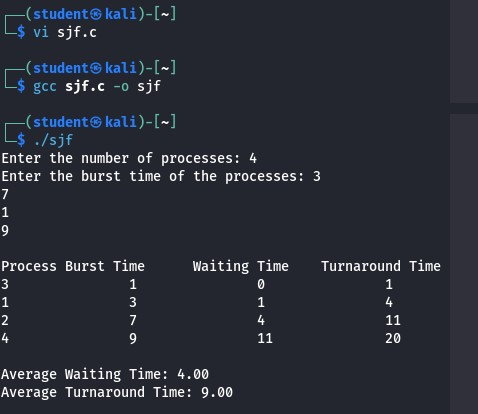 ┌──(student㉿kali)-[~]
└─$ vi sjf.c
┌──(student㉿kali)-[~]
└─$ gcc sjf.c -o sjf
┌──(student㉿kali)-[~]
└─$ ./sjf
Enter the number of processes: 4
Enter the burst time of the processes: 3
7
1
9
Process Burst Time      Waiting Time    Turnaround Time
3               1               0               1
1               3               1               4
2               7               4               11
4               9               11              20
Average Waiting Time: 4.00
Average Turnaround Time: 9.00